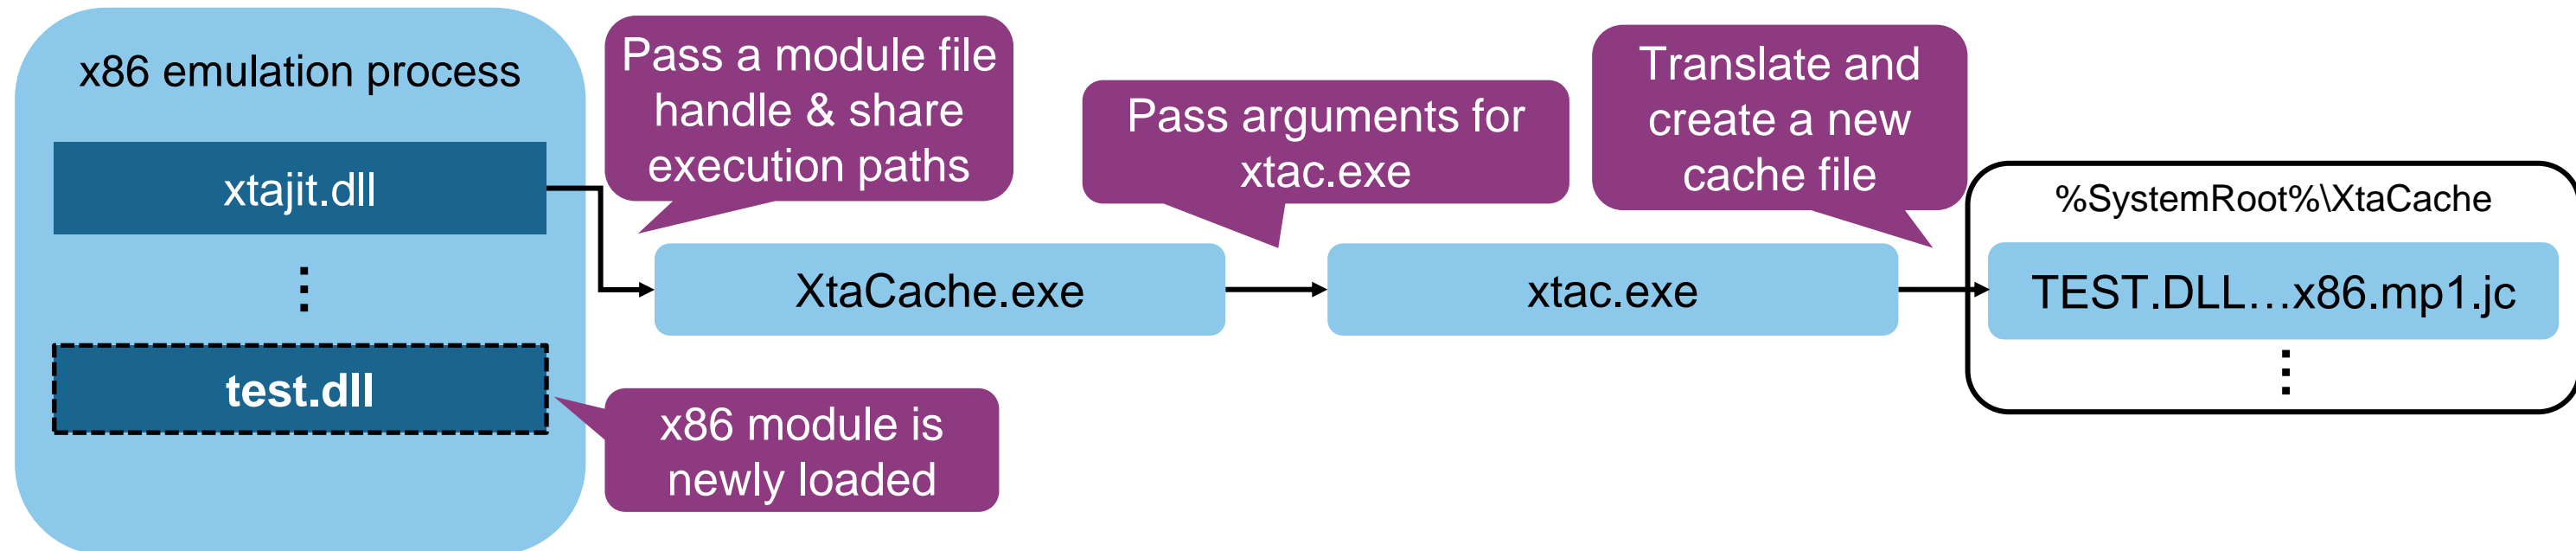 x86 emulation process
xtajit.dll
test.dll
Pass a module file
handle & share
execution paths
x86 module is
newly loaded
XtaCache.exe
Pass arguments for
xtac.exe
xtac.exe
Translate and
create a new
cache file
%SystemRoot%\XtaCache
TEST.DLL…x86.mp1.jc